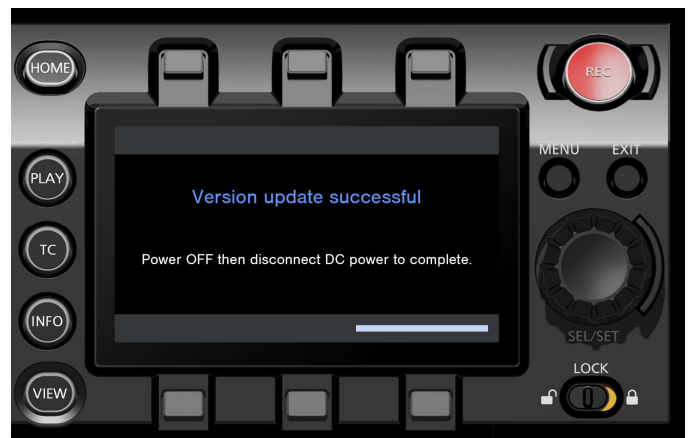 HOME
REC
MENU
EXIT
PLAY
Version update successful
TC
Power OFF then disconnect DC power to complete.
INFO
SEL/SET
LOCK
VIEW